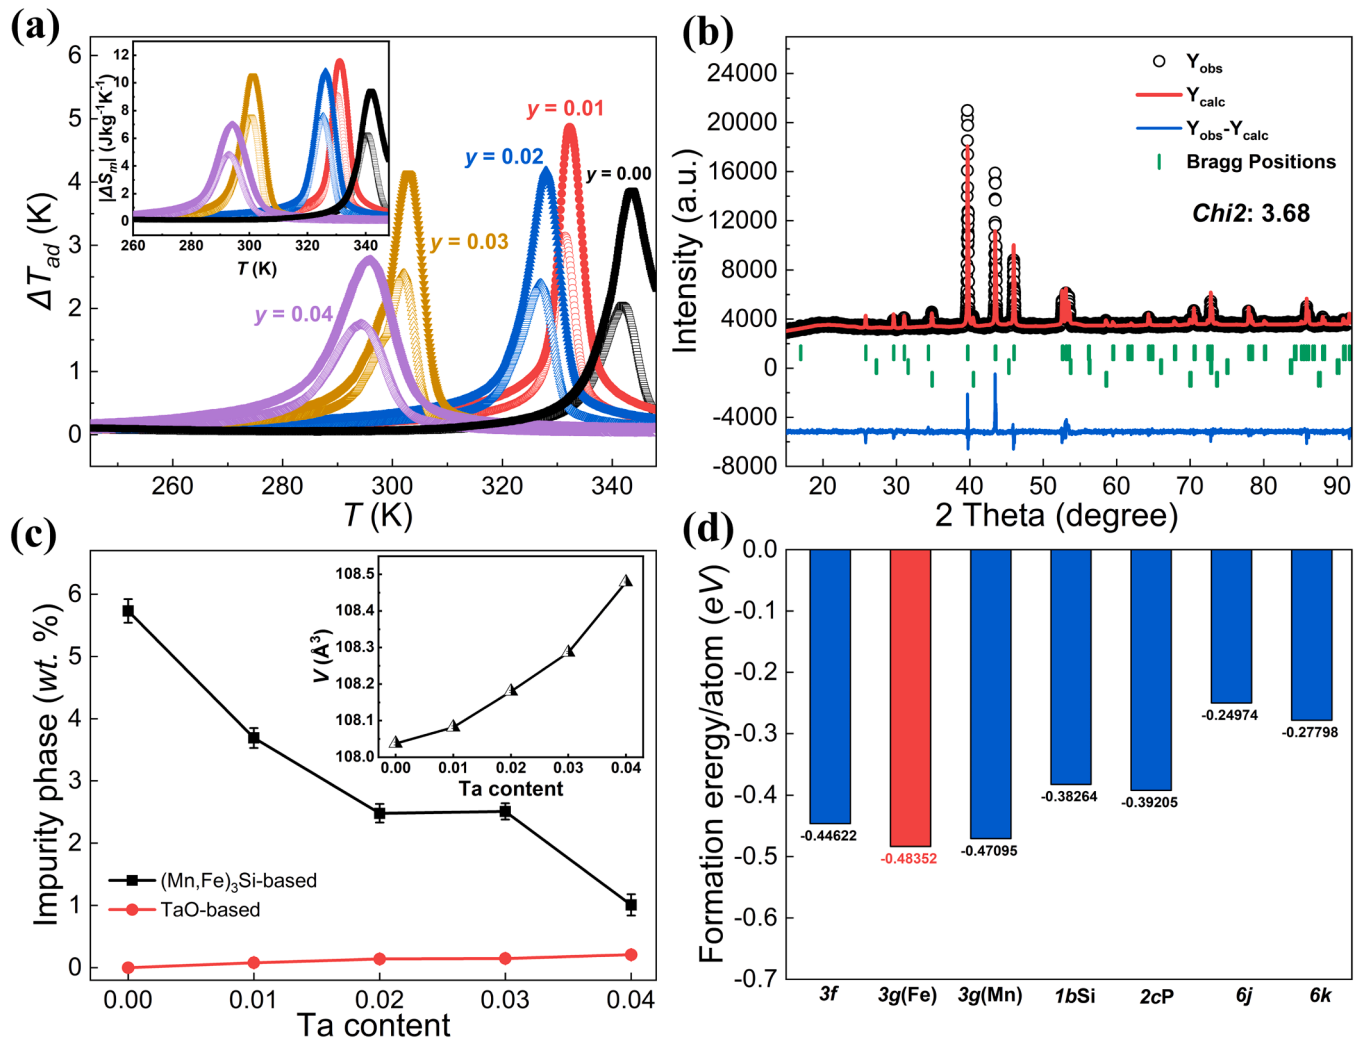 (a)
6
5
4
3
2
1
0
ΔT_ad (K)
260
280
300
320
340
T (K)
12
10
8
6
4
2
0
|ΔS_m| (Jkg⁻¹K⁻¹)
260
280
300
320
340
T (K)
y = 0.01
y = 0.02
y = 0.00
y = 0.03
y = 0.04
(b)
24000
20000
16000
12000
8000
4000
0
-4000
-8000
Intensity (a.u.)
Y_obs
Y_calc
Y_obs-Y_calc
Bragg Positions
Chi2: 3.68
20
30
40
50
60
70
80
90
2 Theta (degree)
(c)
6
5
4
3
2
1
0
Impurity phase (wt. %)
108.5
108.4
108.3
108.2
108.1
108.0
V (Å³)
0.00
0.01
0.02
0.03
0.04
Ta content
(Mn,Fe)₃Si-based
TaO-based
0.00
0.01
0.02
0.03
0.04
Ta content
(d)
0.0
-0.1
-0.2
-0.3
-0.4
-0.5
-0.6
-0.7
Formation erergy/atom (eV)
-0.44622
-0.48352
-0.47095
-0.38264
-0.39205
-0.24974
-0.27798
3f
3g(Fe)
3g(Mn)
1bSi
2cP
6j
6k